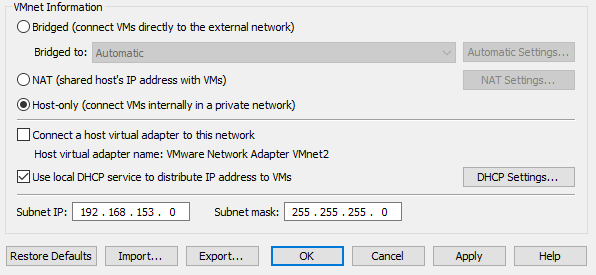 VMnet Information
Bridged (connect VMs directly to the external network)
Bridged to: Automatic Automatic Settings...
NAT (shared host's IP address with VMs) NAT Settings...
Host-only (connect VMs internally in a private network)
Connect a host virtual adapter to this network
Host virtual adapter name: VMware Network Adapter VMnet2
Use local DHCP service to distribute IP address to VMs DHCP Settings...
Subnet IP: 192 . 168 . 153 . 0 Subnet mask: 255 . 255 . 255 . 0
Restore Defaults Import... Export... OK Cancel Apply Help